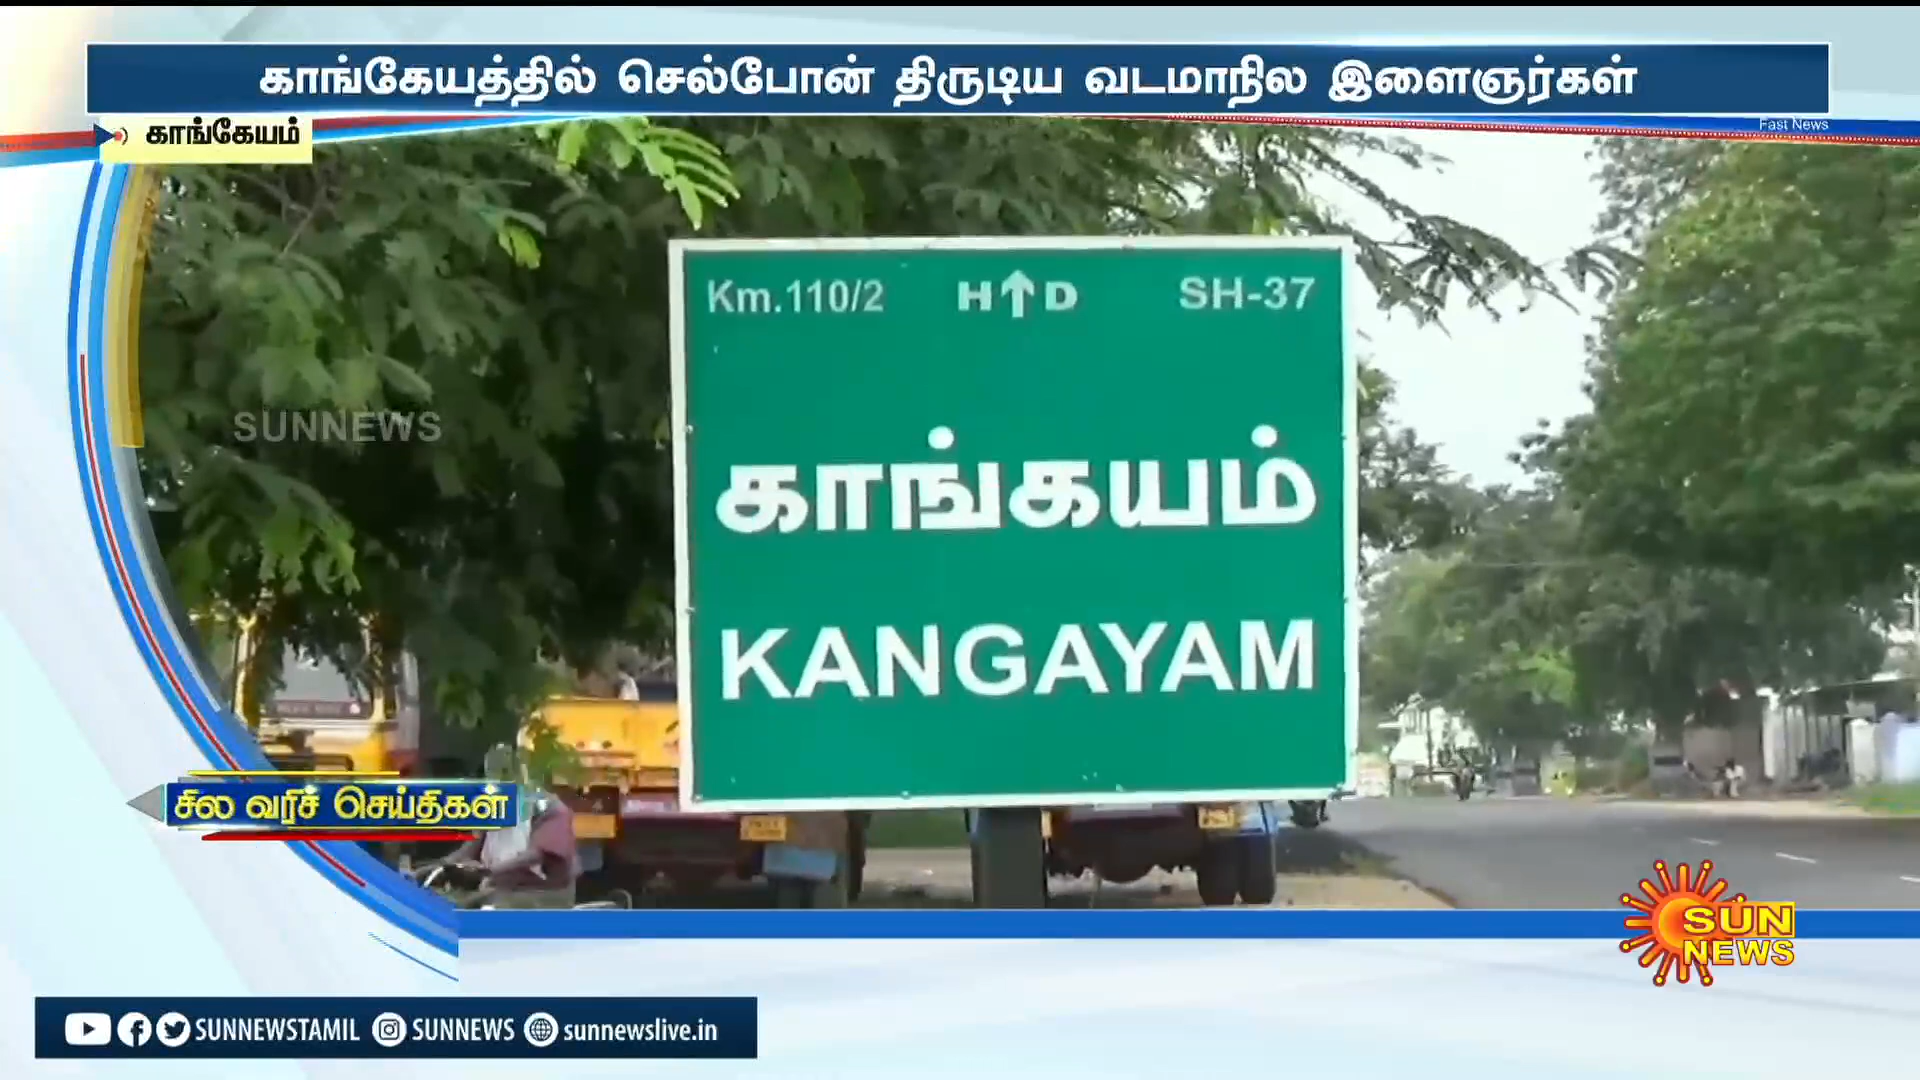 காங்கேயத்தில் செல்போன் திருடிய வடமாநில இளைஞர்கள்
Fast News
காங்கேயம்
Km.110/2 H D SH-37
SUNNEWS
காங்கயம்
KANGAYAM
சில வரிச் செய்திகள்
SUN
NEWS
SUNNEWSTAMIL SUNNEWS sunnewslive.in